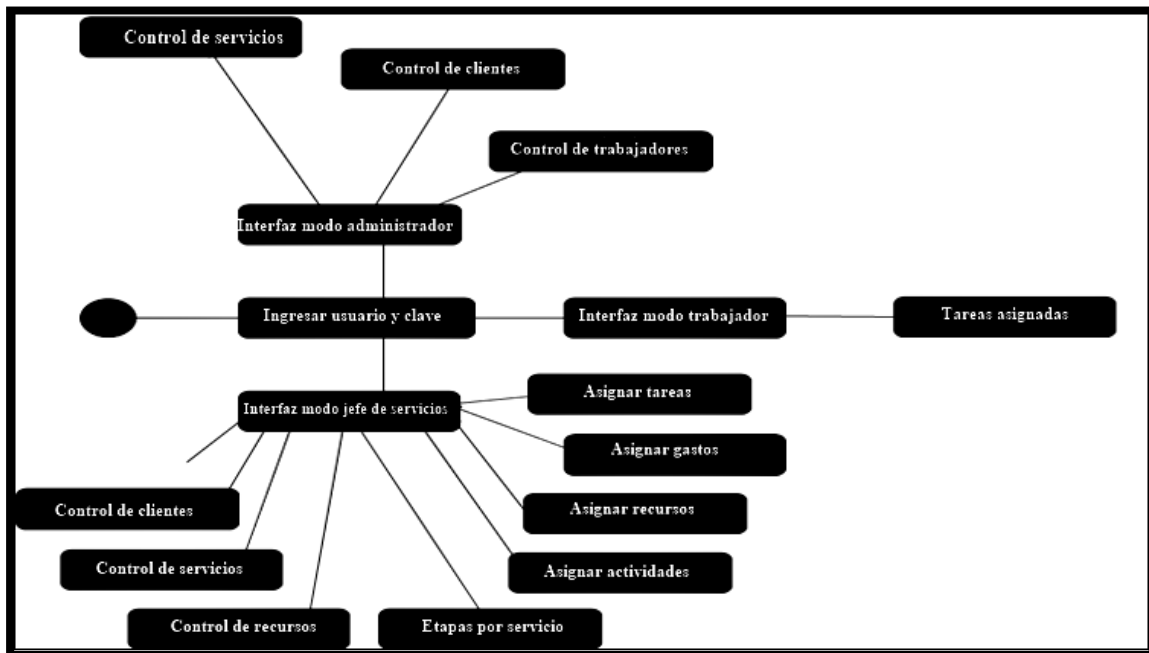 Control de servicios
Control de clientes
Control de trabajadores
Interfaz modo administrador
Ingresar usuario y clave
Interfaz modo trabajador
Tareas asignadas
Interfaz modo jefe de servicios
Asignar tareas
Asignar gastos
Control de clientes
Asignar recursos
Control de servicios
Asignar actividades
Control de recursos
Etapas por servicio